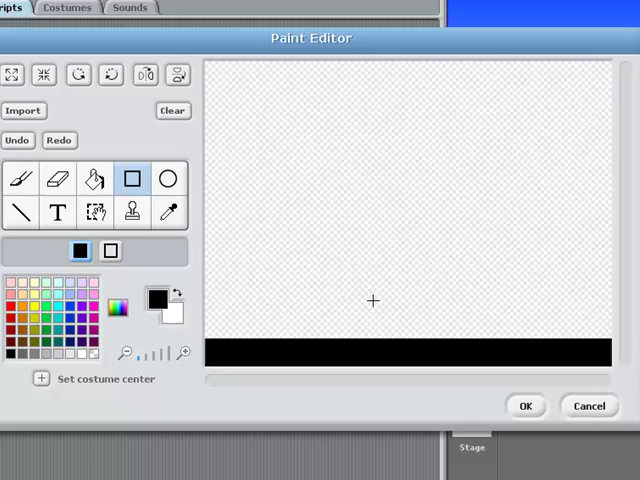 ripts Costumes Sounds
Paint Editor
Import Clear
Undo Redo
T
Set costume center
OK Cancel
Stage